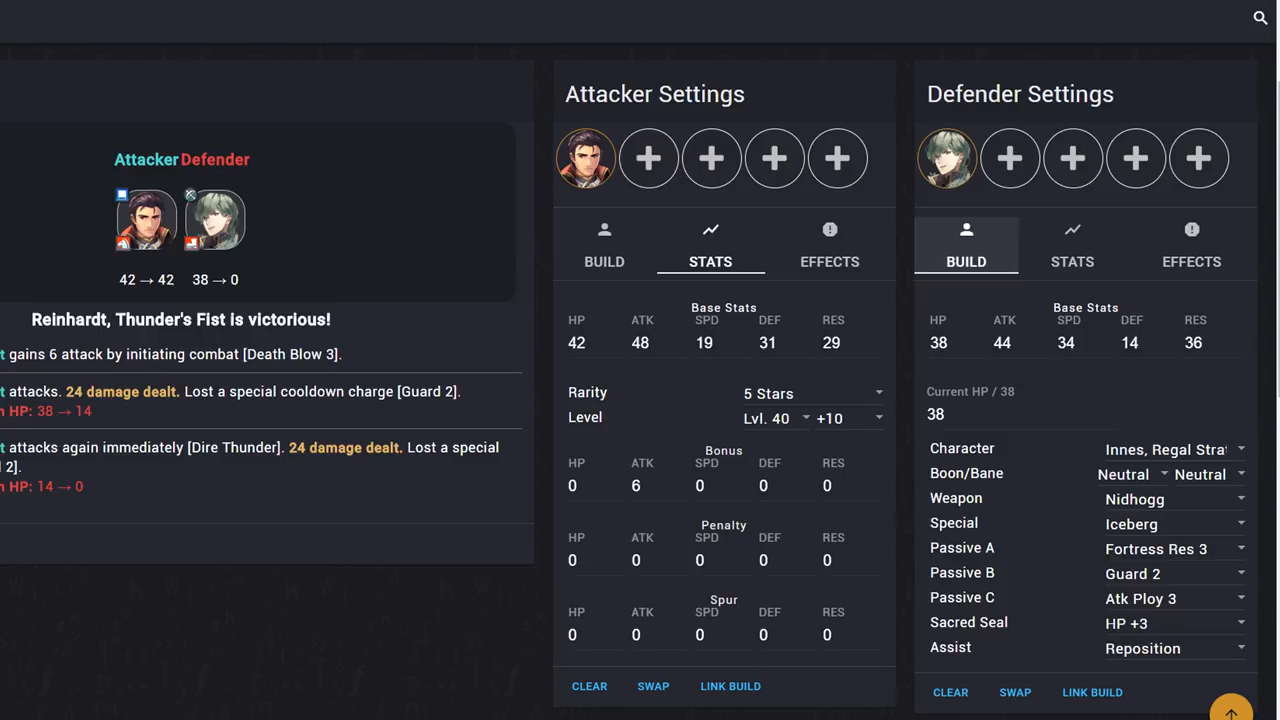 Attacker Defender
42 → 42 38 → 0
Reinhardt, Thunder's Fist is victorious!
t gains 6 attack by initiating combat [Death Blow 3].
t attacks. 24 damage dealt. Lost a special cooldown charge [Guard 2].
HP: 38 → 14
t attacks again immediately [Dire Thunder]. 24 damage dealt. Lost a special
2].
HP: 14 → 0
Attacker Settings
BUILD STATS EFFECTS
Base Stats
HP ATK SPD DEF RES
42 48 19 31 29
Rarity 5 Stars
Level Lvl. 40 +10
Bonus
HP ATK SPD DEF RES
0 6 0 0 0
Penalty
HP ATK SPD DEF RES
0 0 0 0 0
Spur
HP ATK SPD DEF RES
0 0 0 0 0
CLEAR SWAP LINK BUILD
Defender Settings
BUILD STATS EFFECTS
Base Stats
HP ATK SPD DEF RES
38 44 34 14 36
Current HP / 38
38
Character Innes, Regal Strat
Boon/Bane Neutral Neutral
Weapon Nidhogg
Special Iceberg
Passive A Fortress Res 3
Passive B Guard 2
Passive C Atk Ploy 3
Sacred Seal HP +3
Assist Reposition
CLEAR SWAP LINK BUILD